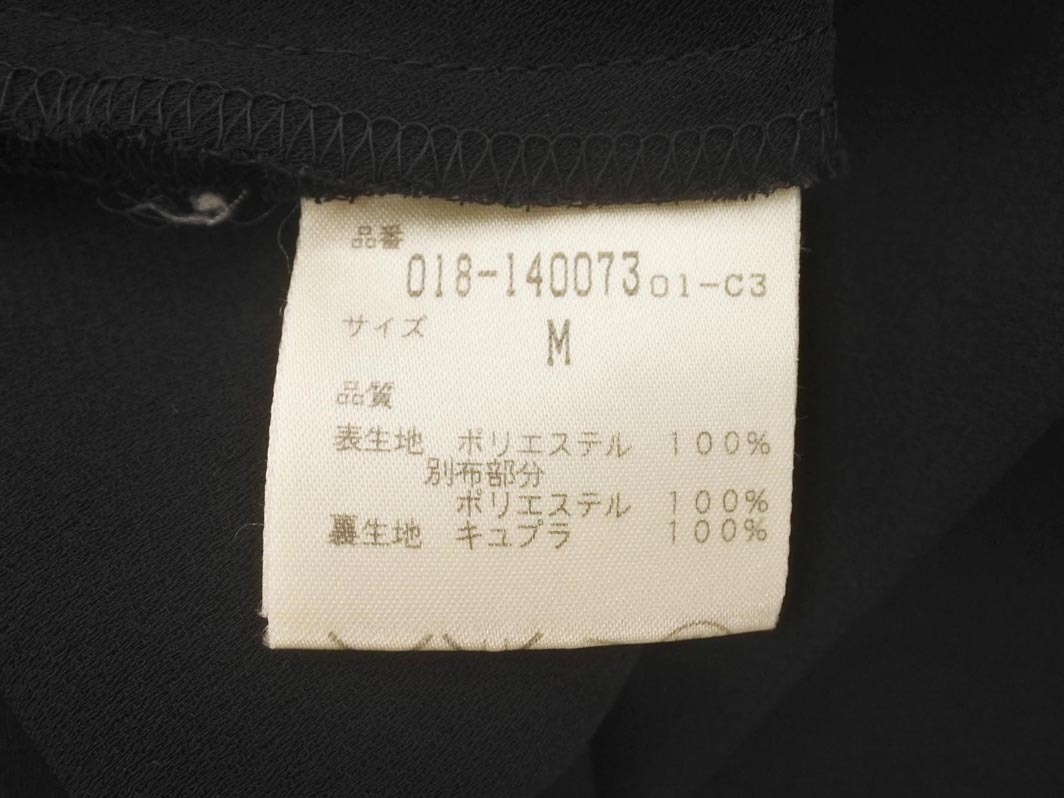 品番
018-140073 01-C3
サイズ
M
品質
表生地 ポリエステル 100%
別布部分
ポリエステル 100%
裏生地 キュプラ 100%